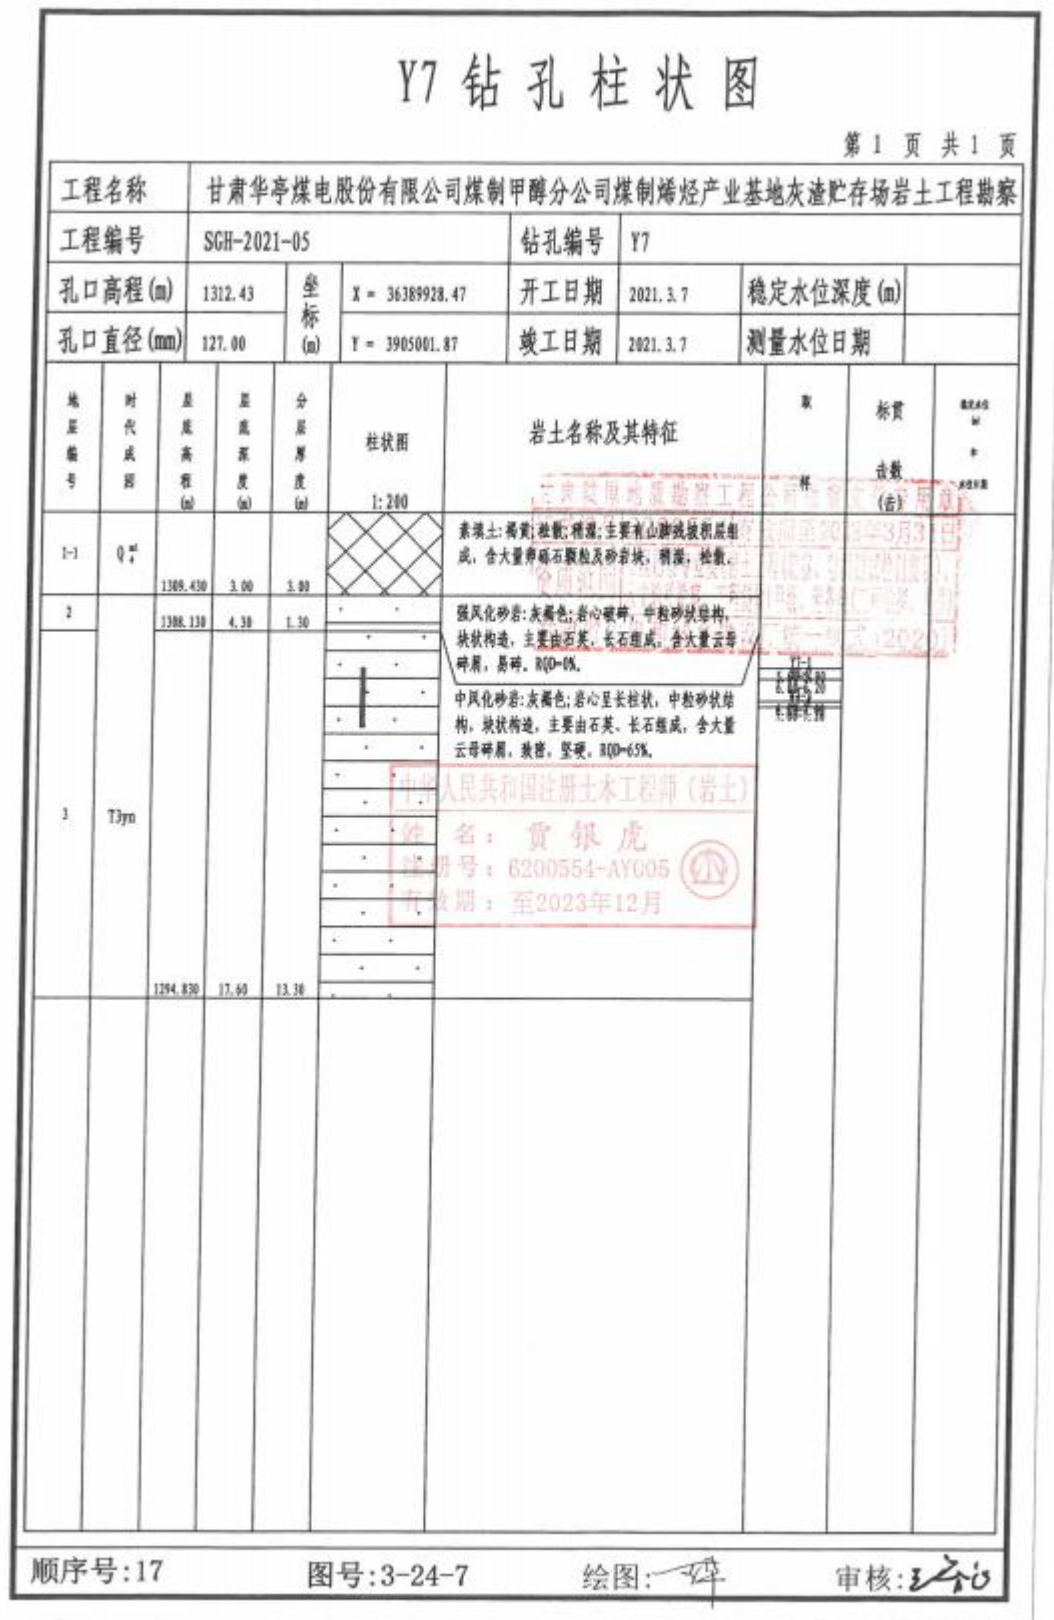 Y7 钻孔柱状图
第 1 页 共 1 页
工程名称 甘肃华亭煤电股份有限公司煤制甲醇分公司煤制烯烃产业基地灰渣贮存场岩土工程勘察
工程编号 SGH-2021-05 钻孔编号 Y7
孔口高程(m) 1312.43 坐标(m) X = 36389928.47 开工日期 2021.3.7 稳定水位深度(m)
孔口直径(mm) 127.00 Y = 3905001.87 竣工日期 2021.3.7 测量水位日期
地层编号 时代成因 层底高程(m) 层底深度(m) 分层厚度(m) 柱状图 1:200 岩土名称及其特征 取样 标贯击数(击)
素填土:褐黄;松散;稍湿;主要有山脚残坡积层组
1-1 成，含大量卵砾石颗粒及砂岩块，稍湿，松散。
1309.430 3.00 3.00
2 1308.130 4.30 1.30 强风化砂岩:灰褐色;岩心破碎，中粒砂状结构，
块状构造，主要由石英、长石组成，含大量云母
碎屑，易碎。RQD=0%。
中风化砂岩:灰褐色;岩心呈长柱状，中粒砂状结
构，块状构造，主要由石英、长石组成，含大量
云母碎屑，致密，坚硬，RQD=65%。
中华人民共和国注册土木工程师（岩土）
3 T3yn
姓 名：贾银虎
注册号：6200554-AY005
有效期：至2023年12月
1294.830 17.60 13.30
顺序号:17 图号:3-24-7 绘图: 审核: